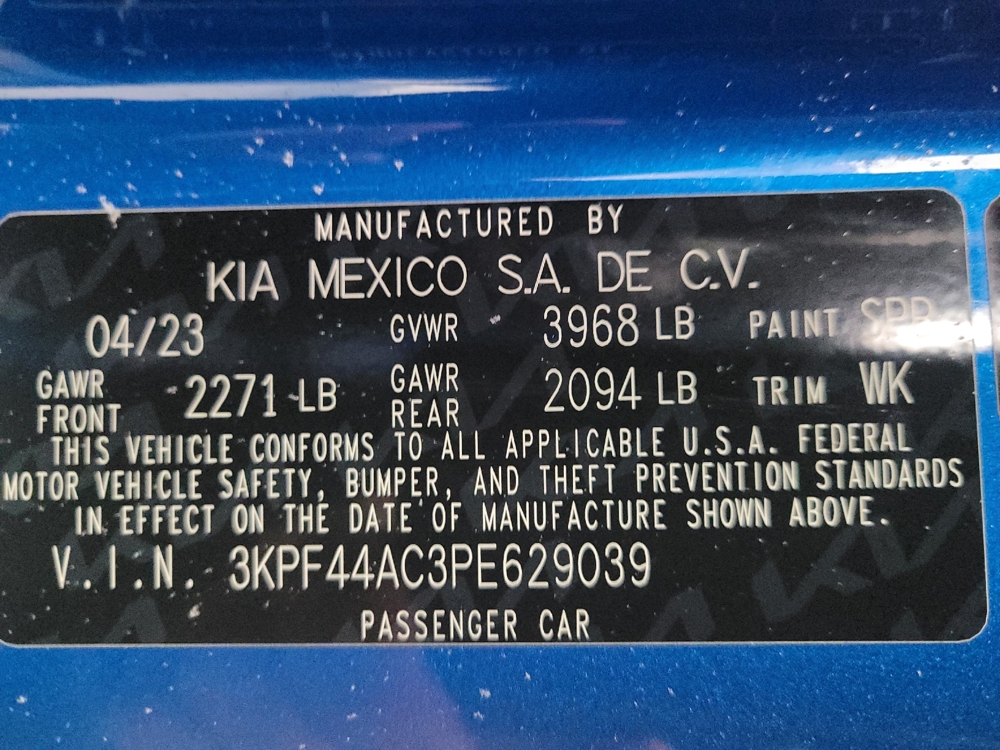 MANUFACTURED BY
KIA MEXICO S.A. DE C.V.
04/23 GVWR 3968 LB PAINT SPB
GAWR FRONT 2271 LB GAWR REAR 2094 LB TRIM WK
THIS VEHICLE CONFORMS TO ALL APPLICABLE U.S.A. FEDERAL
MOTOR VEHICLE SAFETY, BUMPER, AND THEFT PREVENTION STANDARDS
IN EFFECT ON THE DATE OF MANUFACTURE SHOWN ABOVE.
V.I.N. 3KPF44AC3PE629039
PASSENGER CAR